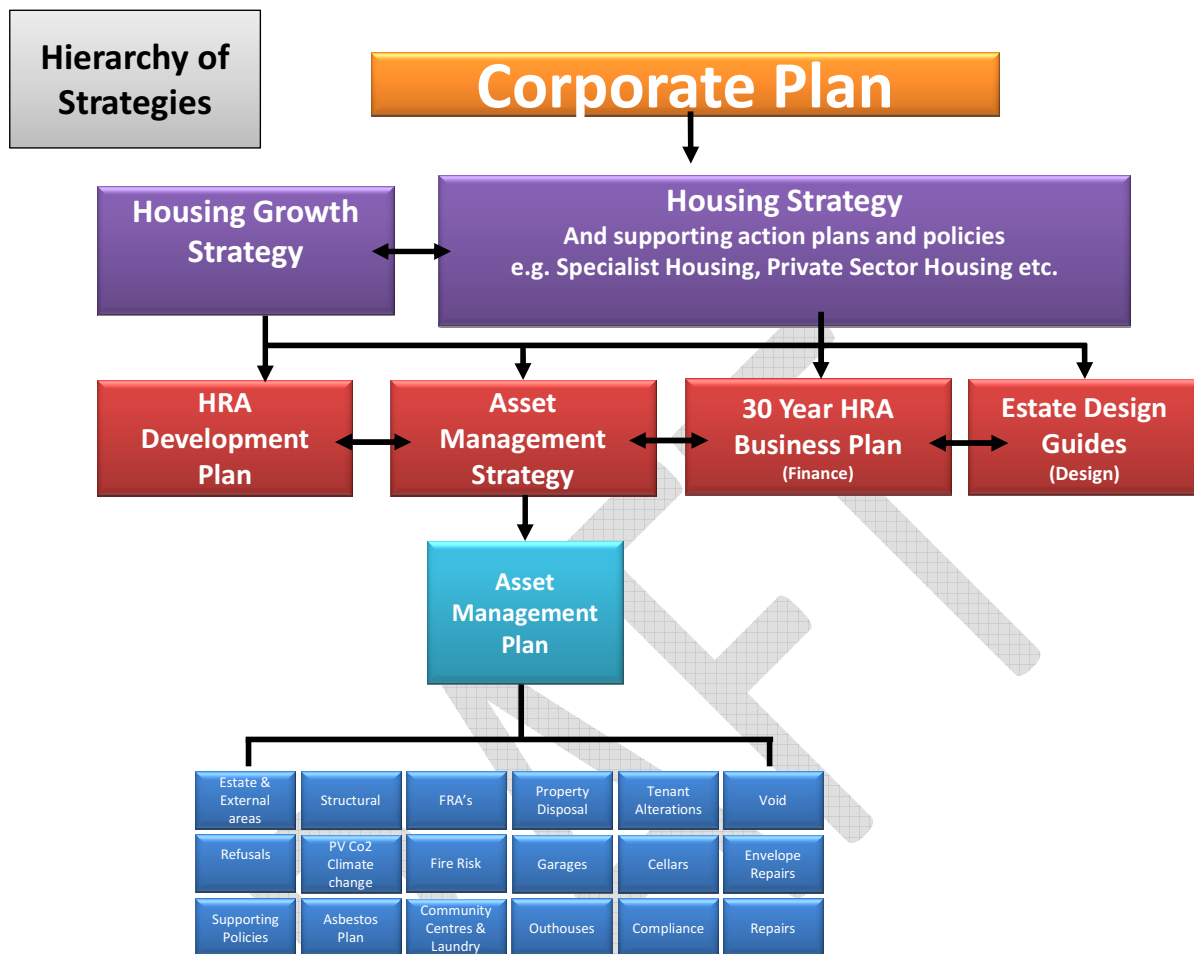 Hierarchy of
Strategies
Corporate Plan
Housing Growth
Strategy
Housing Strategy
And supporting action plans and policies
e.g. Specialist Housing, Private Sector Housing etc.
HRA
Development
Plan
Asset
Management
Strategy
30 Year HRA
Business Plan
(Finance)
Estate Design
Guides
(Design)
Asset
Management
Plan
Estate &
External
areas
Structural
FRA's
Property
Disposal
Tenant
Alterations
Void
Refusals
PV Co2
Climate
change
Fire Risk
Garages
Cellars
Envelope
Repairs
Supporting
Policies
Asbestos
Plan
Community
Centres &
Laundry
Outhouses
Compliance
Repairs